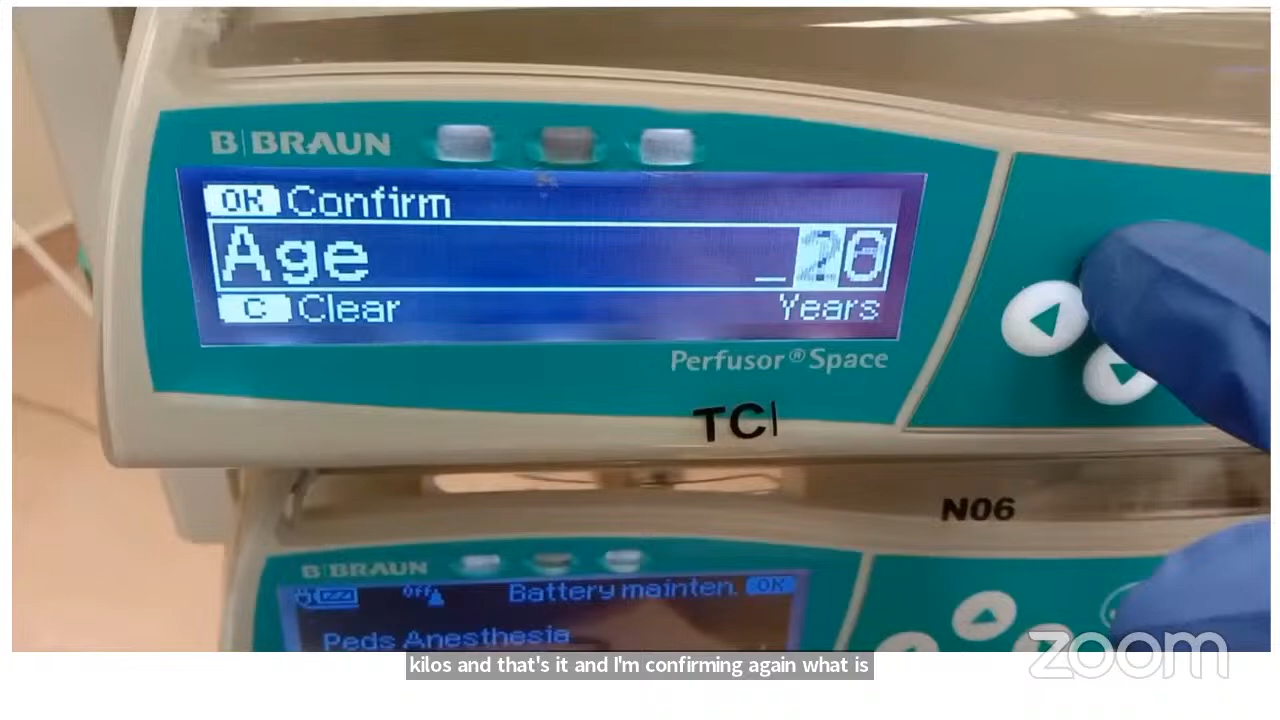 B|BRAUN
OK Confirm
Age _20
C Clear Years
Perfusor® Space
TCI
N06
B|BRAUN
Off Battery mainten. OK
Peds Anesthesia
kilos and that's it and I'm confirming again what is
zoom